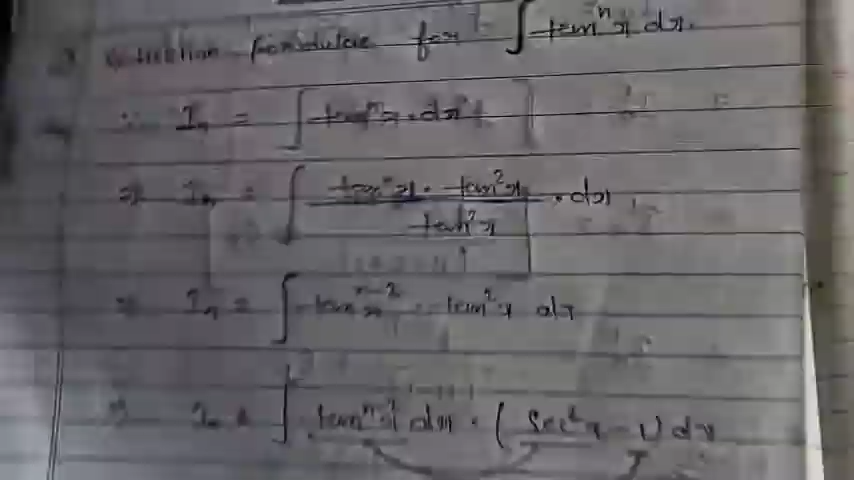 Reduction formulae for ∫ tanⁿx dx.
∴ Iₙ = ∫ tanⁿx · dx
⇒ Iₙ = ∫ (tanⁿx · tan²x / tan²x) · dx
⇒ Iₙ = ∫ tanⁿ⁻²x · tan²x dx
⇒ Iₙ = ∫ tanⁿ⁻²x dx · (sec²x - 1) dx